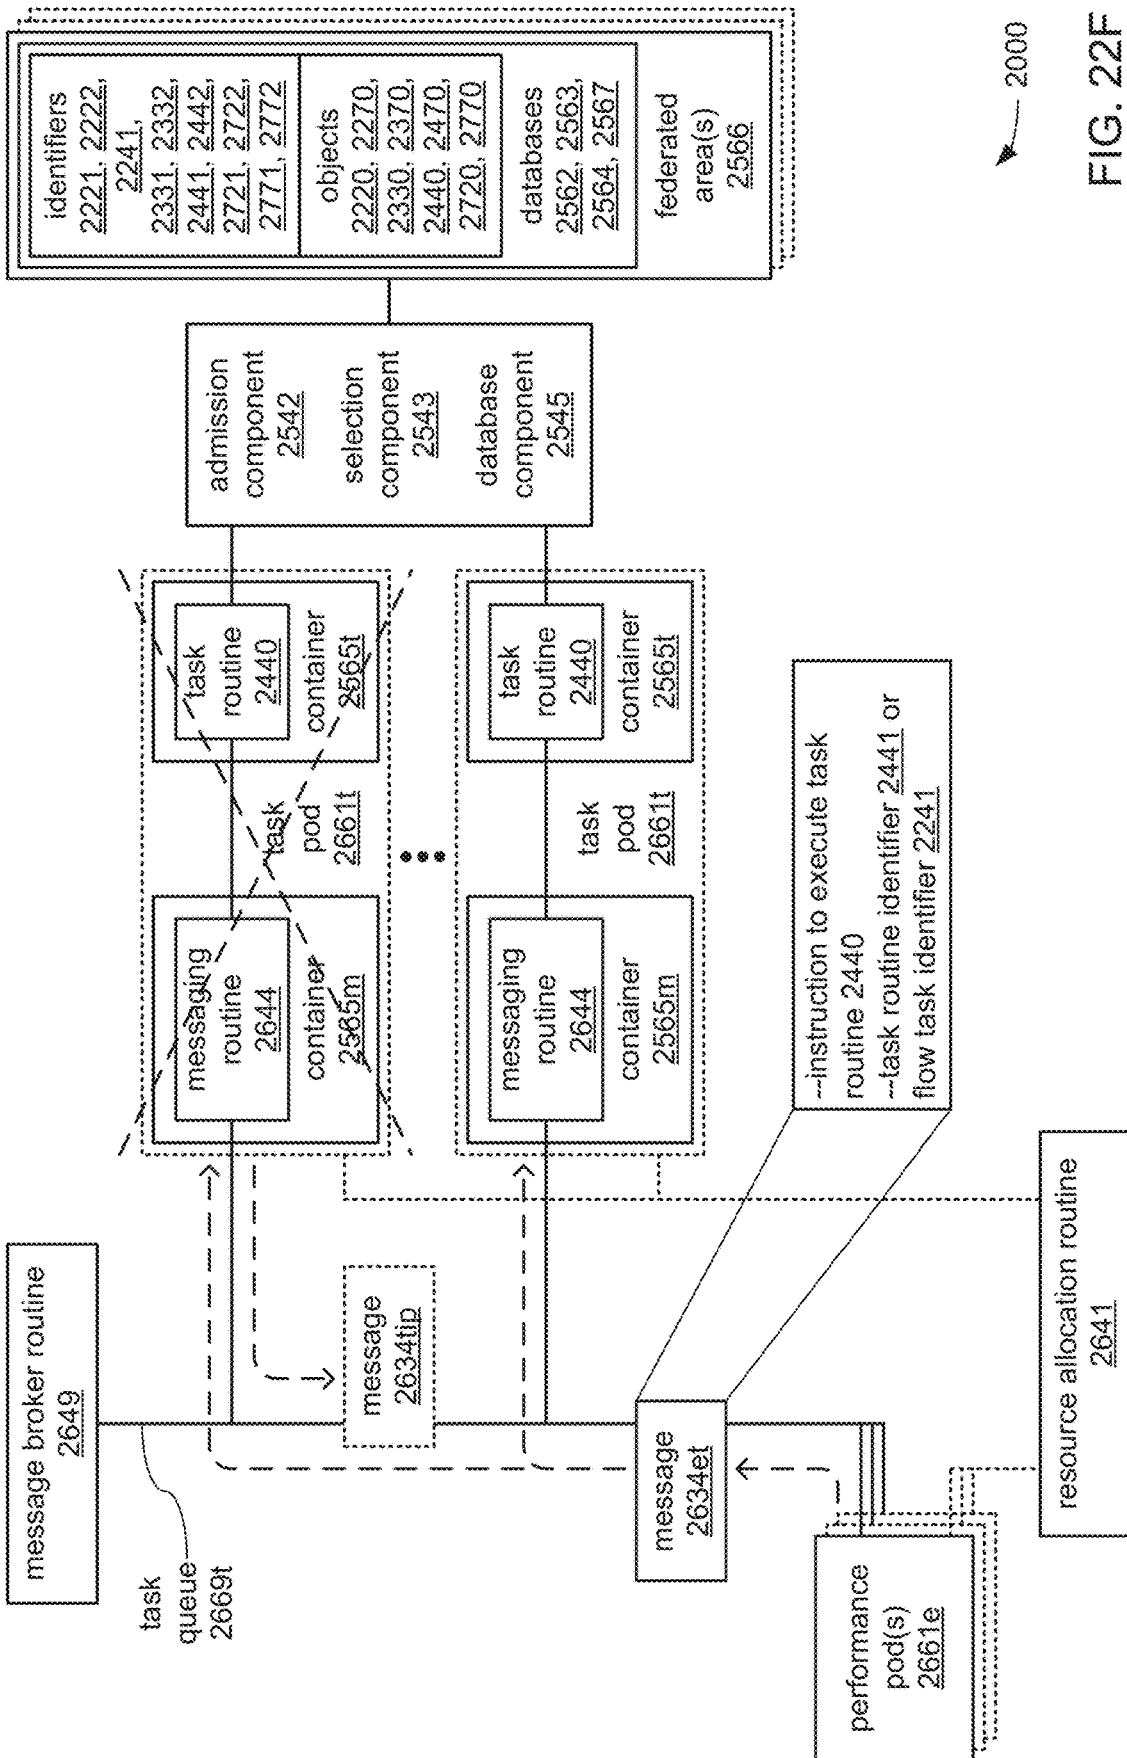 message broker routine
2649
task
queue
2669t
message
2634tip
message
2634et
performance
pod(s)
2661e
resource allocation routine
2641
messaging
routine
2644
container
2565m
task
pod
2661t
task
routine
2440
container
2565t
messaging
routine
2644
container
2565m
task
pod
2661t
task
routine
2440
container
2565t
--instruction to execute task
routine 2440
--task routine identifier 2441 or
flow task identifier 2241
admission
component
2542
selection
component
2543
database
component
2545
identifiers
2221, 2222,
2241,
2331, 2332,
2441, 2442,
2721, 2722,
2771, 2772
objects
2220, 2270,
2330, 2370,
2440, 2470,
2720, 2770
databases
2562, 2563,
2564, 2567
federated
area(s)
2566
2000
FIG. 22F